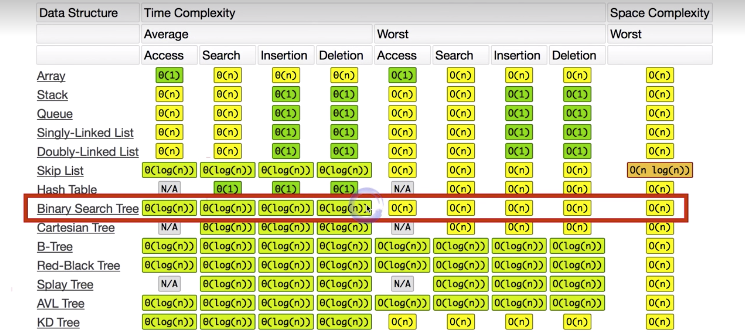 Data Structure Time Complexity Space Complexity
Average Worst Worst
Access Search Insertion Deletion Access Search Insertion Deletion
Array Θ(1) Θ(n) Θ(n) Θ(n) O(1) O(n) O(n) O(n) O(n)
Stack Θ(n) Θ(n) Θ(1) Θ(1) O(n) O(n) O(1) O(1) O(n)
Queue Θ(n) Θ(n) Θ(1) Θ(1) O(n) O(n) O(1) O(1) O(n)
Singly-Linked List Θ(n) Θ(n) Θ(1) Θ(1) O(n) O(n) O(1) O(1) O(n)
Doubly-Linked List Θ(n) Θ(n) Θ(1) Θ(1) O(n) O(n) O(1) O(1) O(n)
Skip List Θ(log(n)) Θ(log(n)) Θ(log(n)) Θ(log(n)) O(n) O(n) O(n) O(n) O(n log(n))
Hash Table N/A Θ(1) Θ(1) Θ(1) N/A O(n) O(n) O(n) O(n)
Binary Search Tree Θ(log(n)) Θ(log(n)) Θ(log(n)) Θ(log(n)) O(n) O(n) O(n) O(n) O(n)
Cartesian Tree N/A Θ(log(n)) Θ(log(n)) Θ(log(n)) N/A O(n) O(n) O(n) O(n)
B-Tree Θ(log(n)) Θ(log(n)) Θ(log(n)) Θ(log(n)) O(log(n)) O(log(n)) O(log(n)) O(log(n)) O(n)
Red-Black Tree Θ(log(n)) Θ(log(n)) Θ(log(n)) Θ(log(n)) O(log(n)) O(log(n)) O(log(n)) O(log(n)) O(n)
Splay Tree N/A Θ(log(n)) Θ(log(n)) Θ(log(n)) N/A O(log(n)) O(log(n)) O(log(n)) O(n)
AVL Tree Θ(log(n)) Θ(log(n)) Θ(log(n)) Θ(log(n)) O(log(n)) O(log(n)) O(log(n)) O(log(n)) O(n)
KD Tree Θ(log(n)) Θ(log(n)) Θ(log(n)) Θ(log(n)) O(n) O(n) O(n) O(n) O(n)